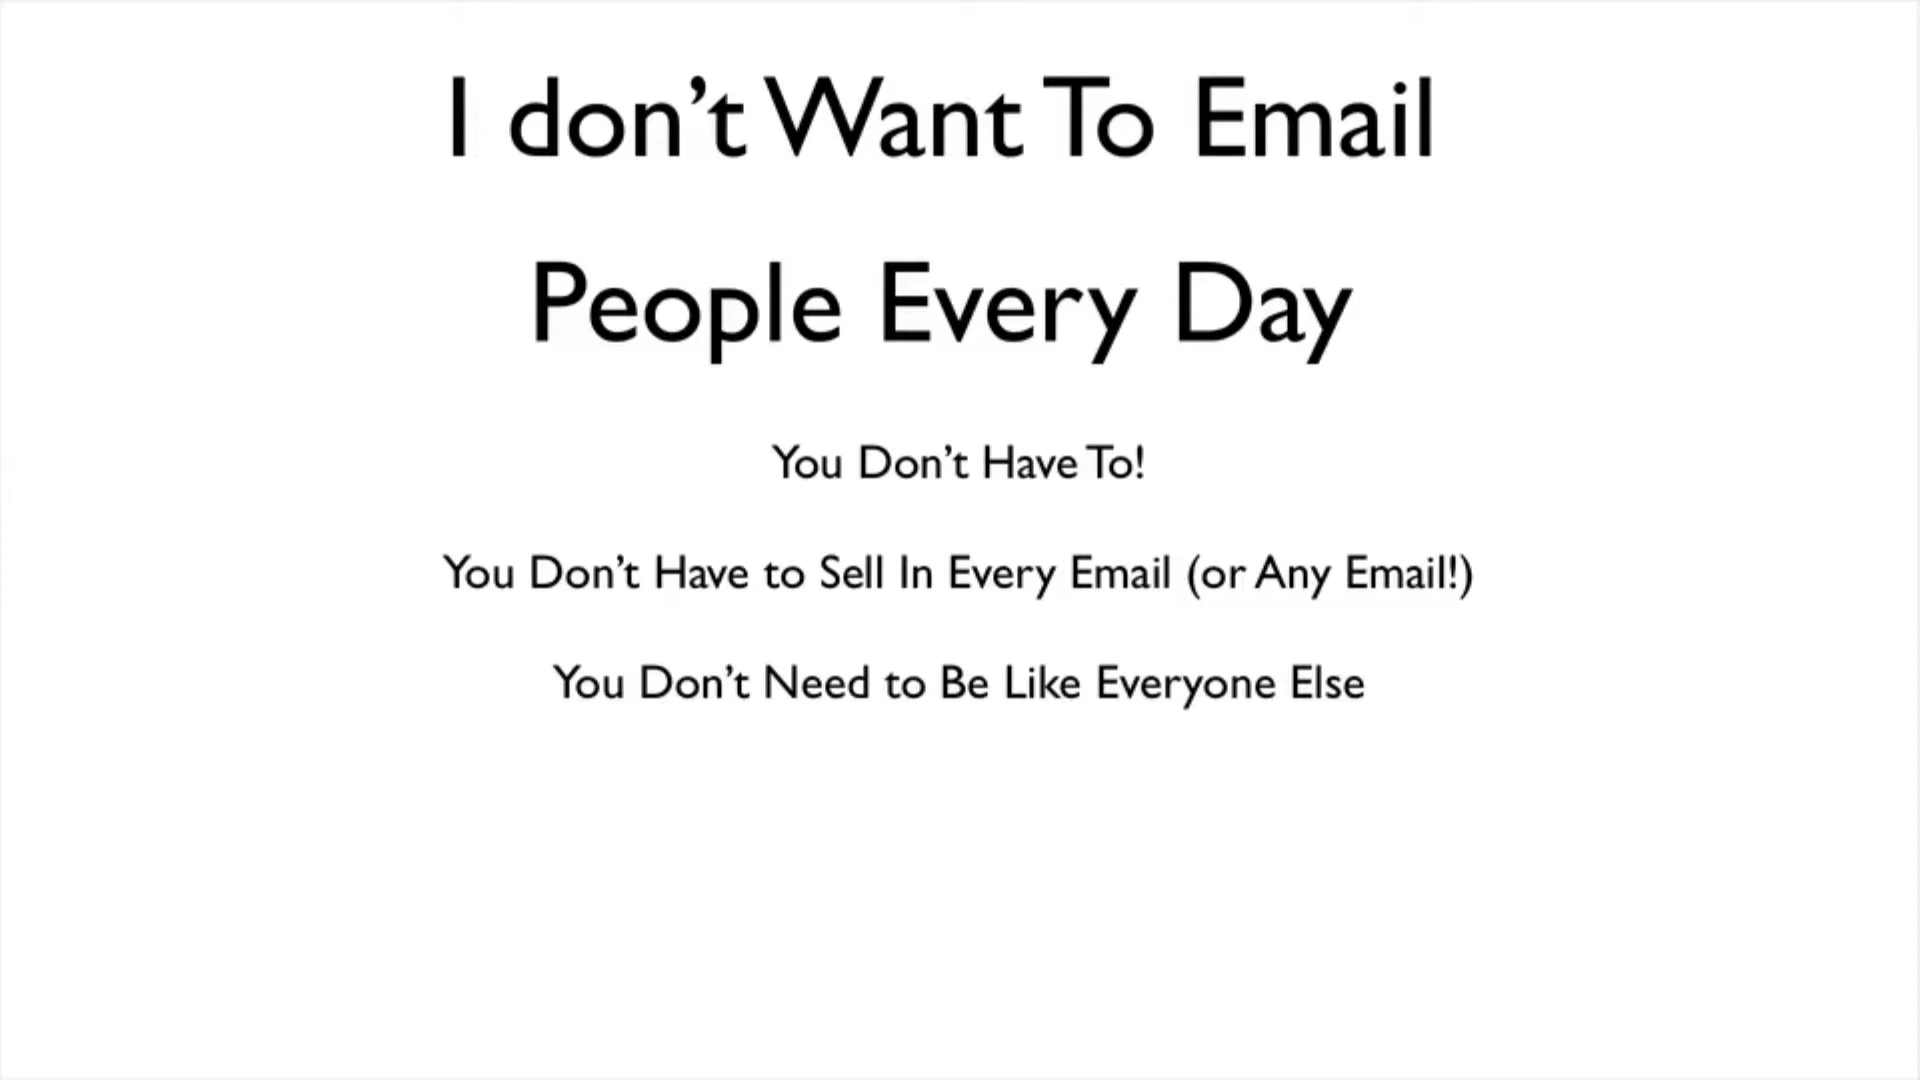 I don’t Want To Email
People Every Day
You Don’t Have To!
You Don’t Have to Sell In Every Email (or Any Email!)
You Don’t Need to Be Like Everyone Else